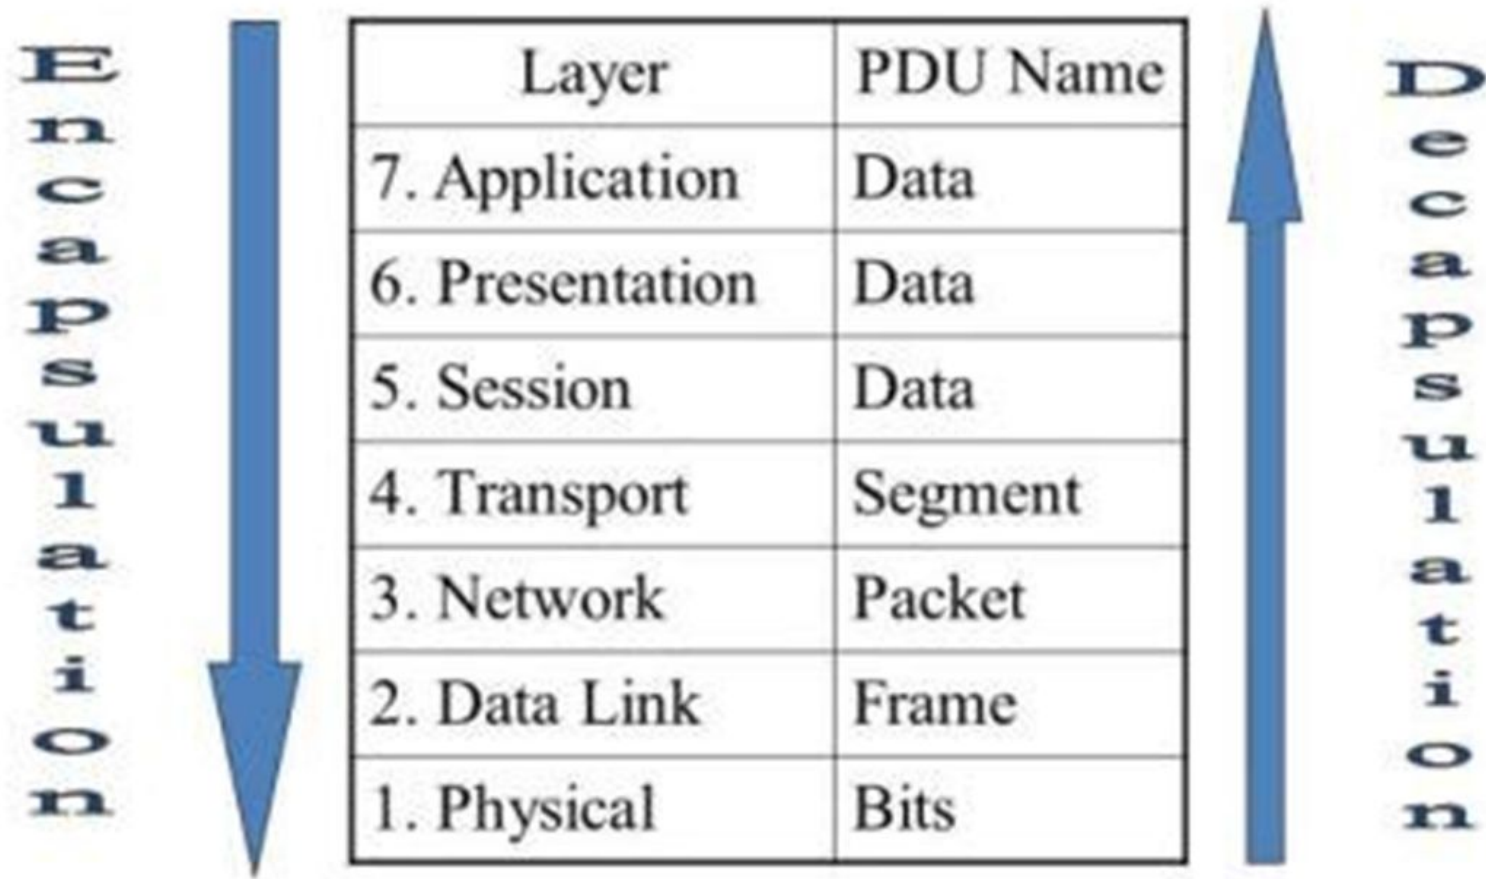 Encapsulation
Layer PDU Name
7. Application Data
6. Presentation Data
5. Session Data
4. Transport Segment
3. Network Packet
2. Data Link Frame
1. Physical Bits
Decapsulation